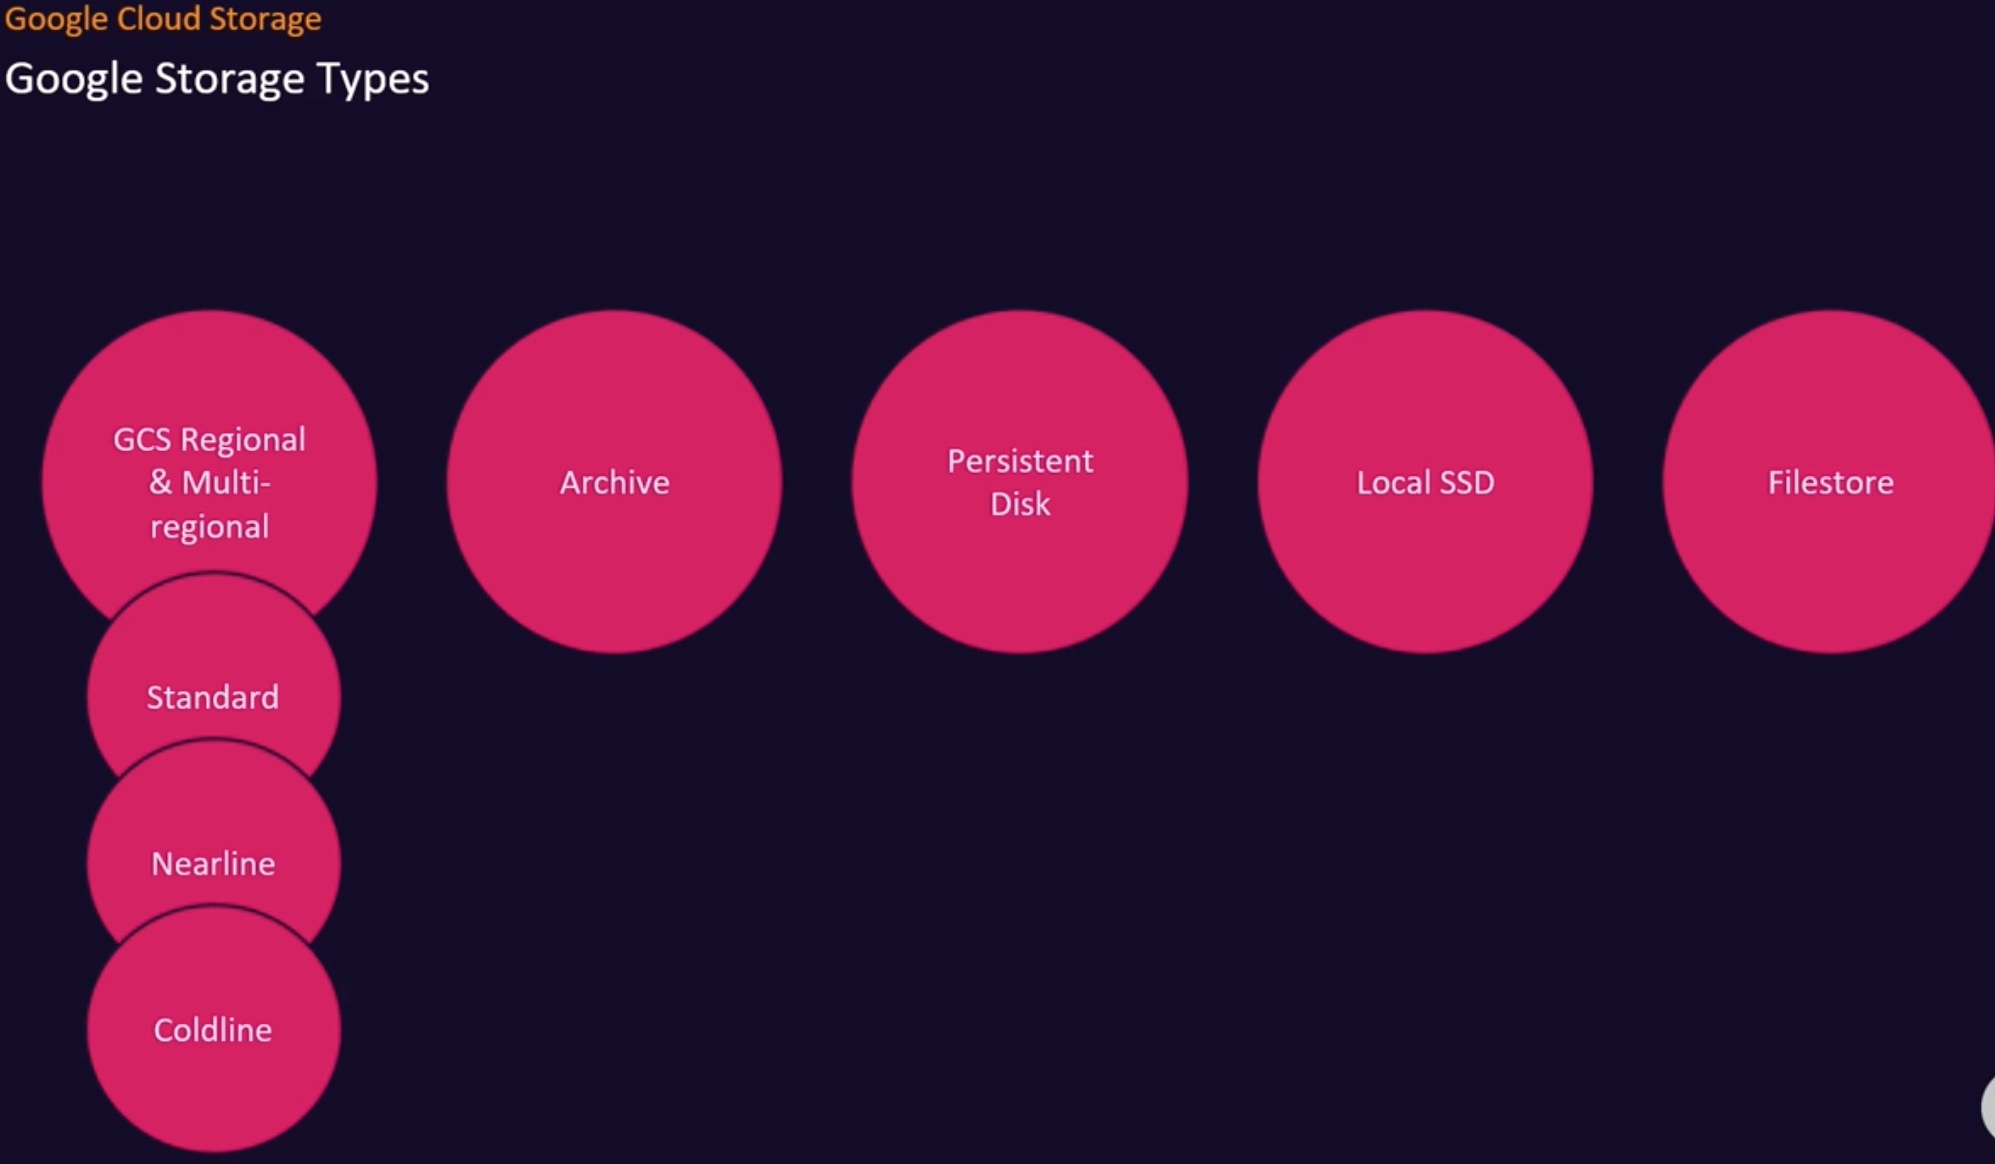 Google Cloud Storage
Google Storage Types
GCS Regional
& Multi-
regional
Archive
Persistent
Disk
Local SSD
Filestore
Standard
Nearline
Coldline